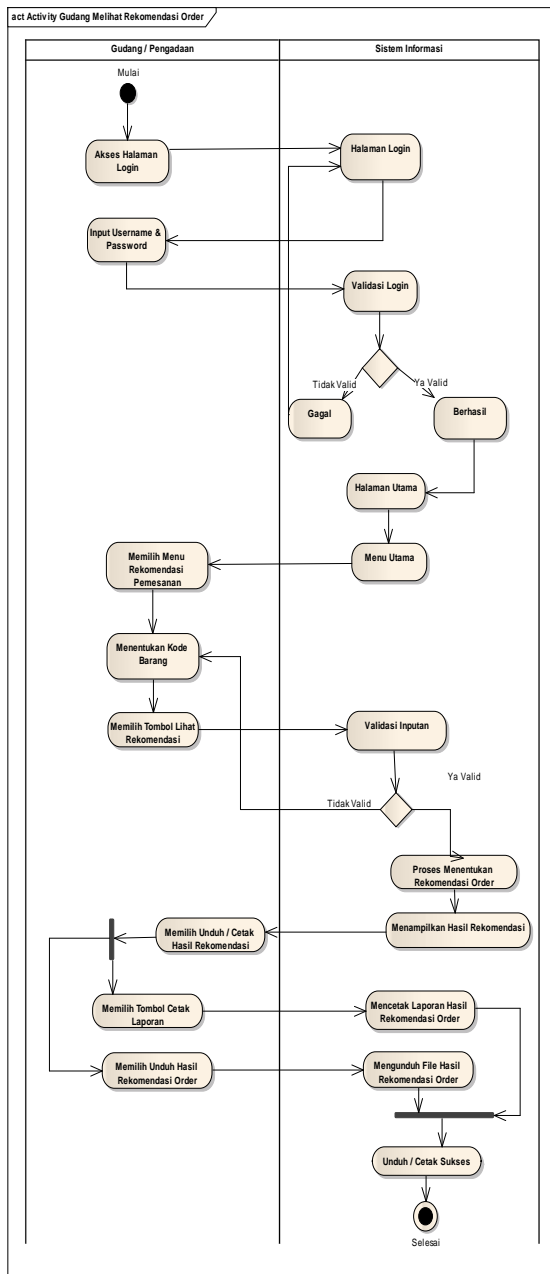 act Activity Gudang Melihat Rekomendasi Order
Gudang / Pengadaan
Sistem Informasi
Mulai
Akses Halaman
Login
Halaman Login
Input Username &
Password
Validasi Login
Tidak Valid
Ya Valid
Gagal
Berhasil
Halaman Utama
Menu Utama
Memilih Menu
Rekomendasi
Pemesanan
Menentukan Kode
Barang
Memilih Tombol Lihat
Rekomendasi
Validasi Inputan
Ya Valid
Tidak Valid
Proses Menentukan
Rekomendasi Order
Menampilkan Hasil Rekomendasi
Memilih Unduh / Cetak
Hasil Rekomendasi
Memilih Tombol Cetak
Laporan
Mencetak Laporan Hasil
Rekomendasi Order
Memilih Unduh Hasil
Rekomendasi Order
Mengunduh File Hasil
Rekomendasi Order
Unduh / Cetak Sukses
Selesai